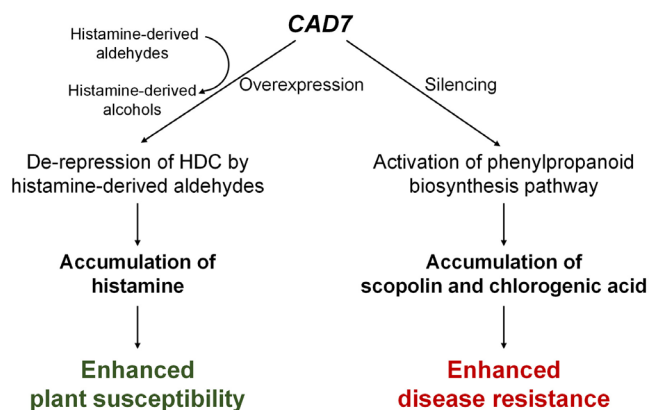 CAD7
Histamine-derived
aldehydes
Histamine-derived
alcohols
Overexpression
Silencing
De-repression of HDC by
histamine-derived aldehydes
Activation of phenylpropanoid
biosynthesis pathway
Accumulation of
histamine
Accumulation of
scopolin and chlorogenic acid
Enhanced
plant susceptibility
Enhanced
disease resistance